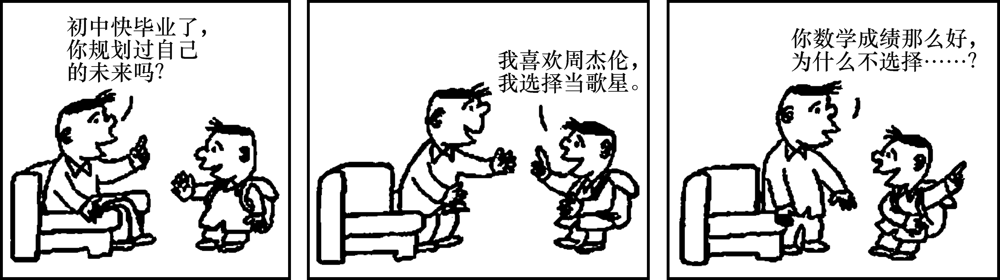 初中快毕业了，
你规划过自己
的未来吗？
我喜欢周杰伦，
我选择当歌星。
你数学成绩那么好，
为什么不选择……？